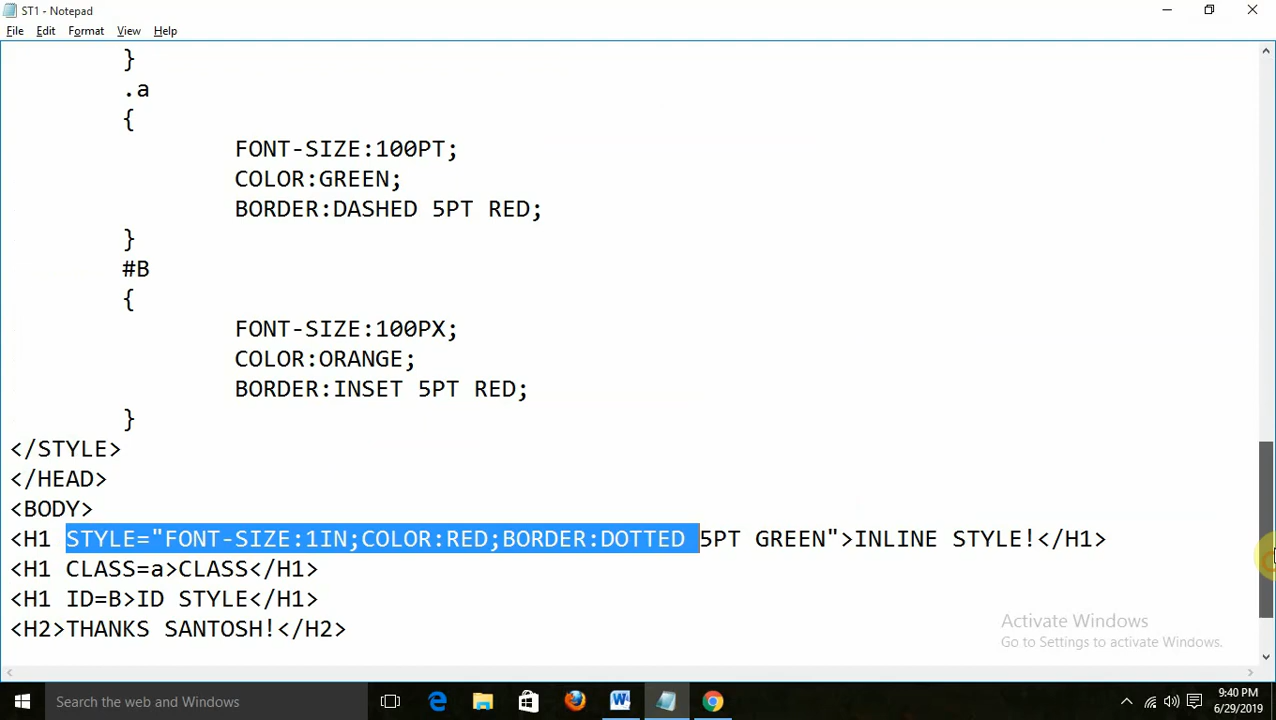 ST1 - Notepad
File Edit Format View Help
}
.a
{
FONT-SIZE:100PT;
COLOR:GREEN;
BORDER:DASHED 5PT RED;
}
#B
{
FONT-SIZE:100PX;
COLOR:ORANGE;
BORDER:INSET 5PT RED;
}
</STYLE>
</HEAD>
<BODY>
<H1 STYLE="FONT-SIZE:1IN;COLOR:RED;BORDER:DOTTED 5PT GREEN">INLINE STYLE!</H1>
<H1 CLASS=a>CLASS</H1>
<H1 ID=B>ID STYLE</H1>
<H2>THANKS SANTOSH!</H2>
Activate Windows
Go to Settings to activate Windows.
Search the web and Windows
9:40 PM
6/29/2019